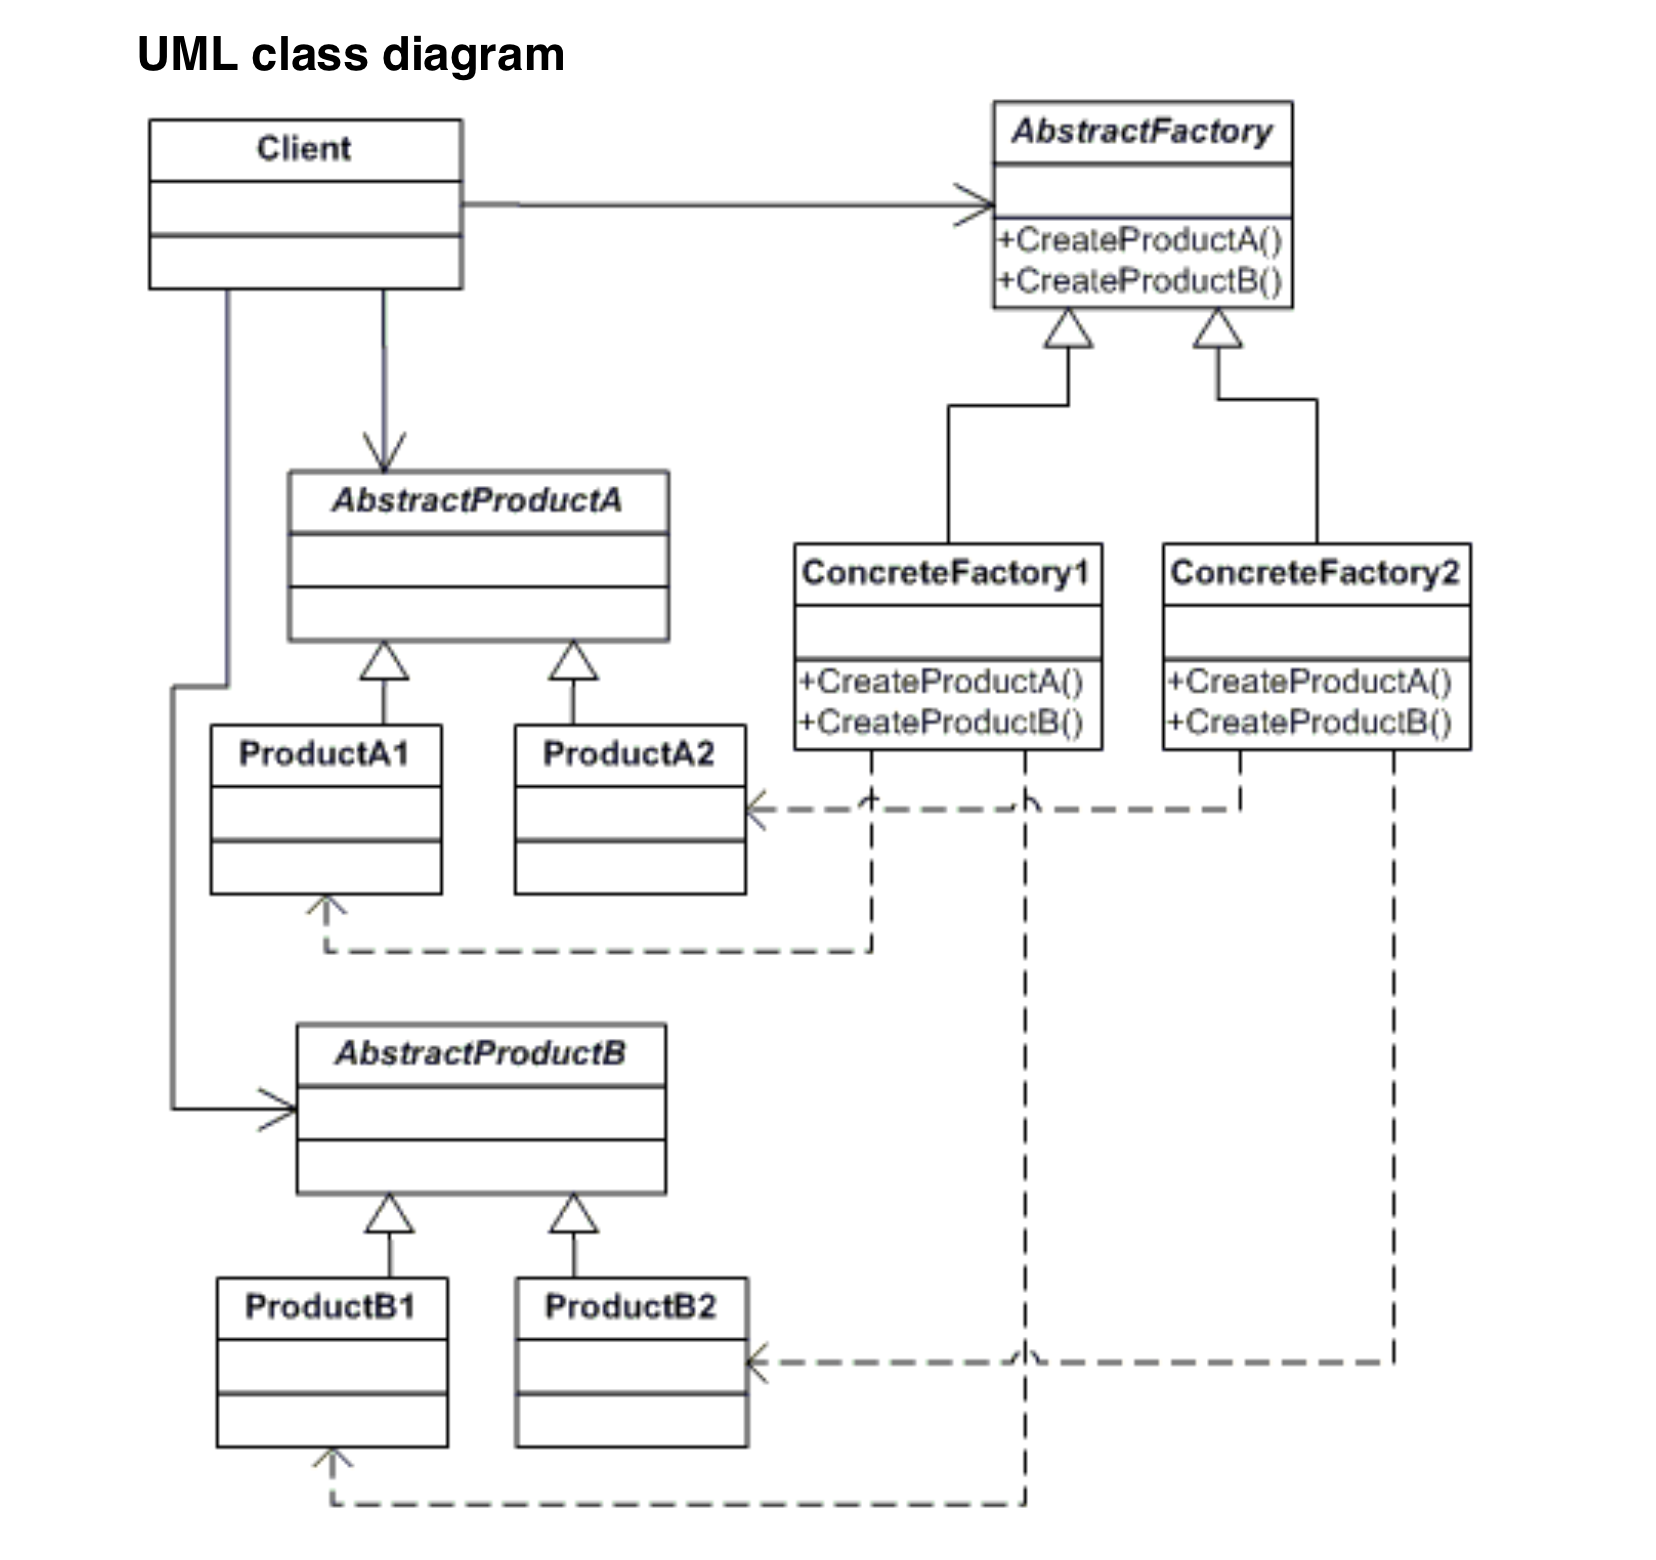 UML class diagram
Client
AbstractFactory
+CreateProductA()
+CreateProductB()
AbstractProductA
ConcreteFactory1
+CreateProductA()
+CreateProductB()
ConcreteFactory2
+CreateProductA()
+CreateProductB()
ProductA1
ProductA2
AbstractProductB
ProductB1
ProductB2